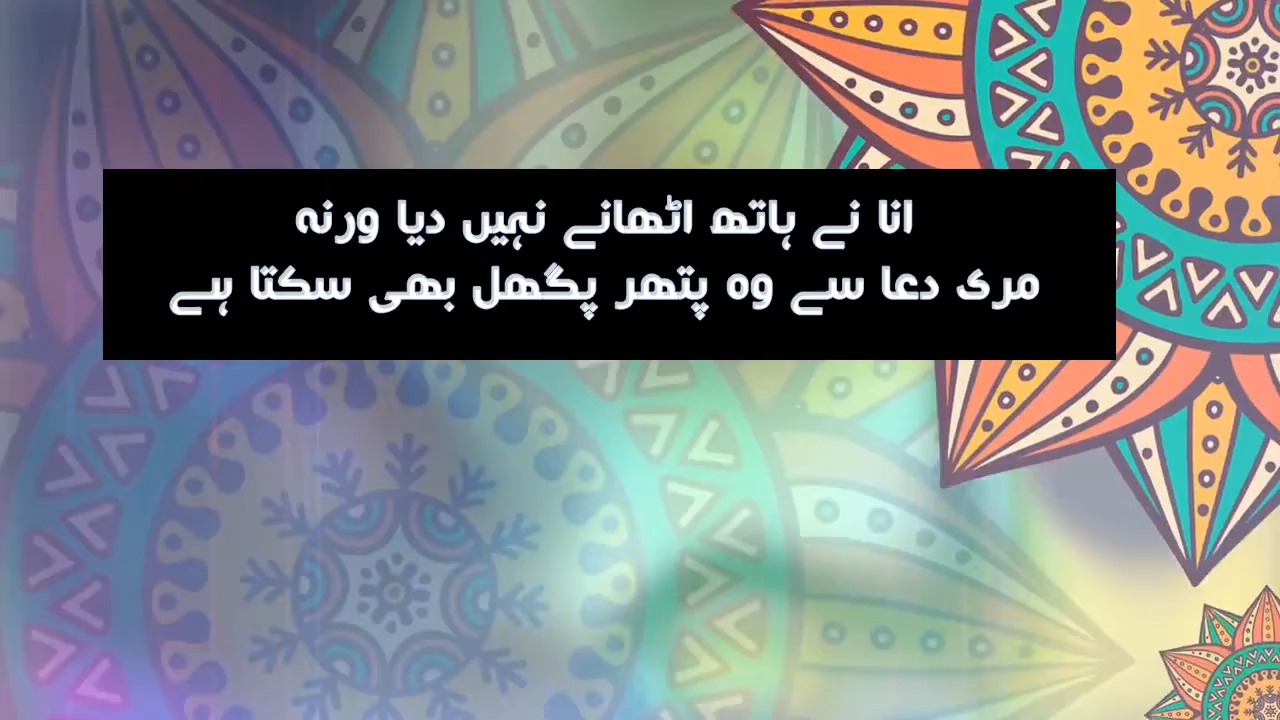 انا نے ہاتھ اٹھانے نہیں دیا ورنہ
مری دعا سے وہ پتھر پگھل بھی سکتا ہے